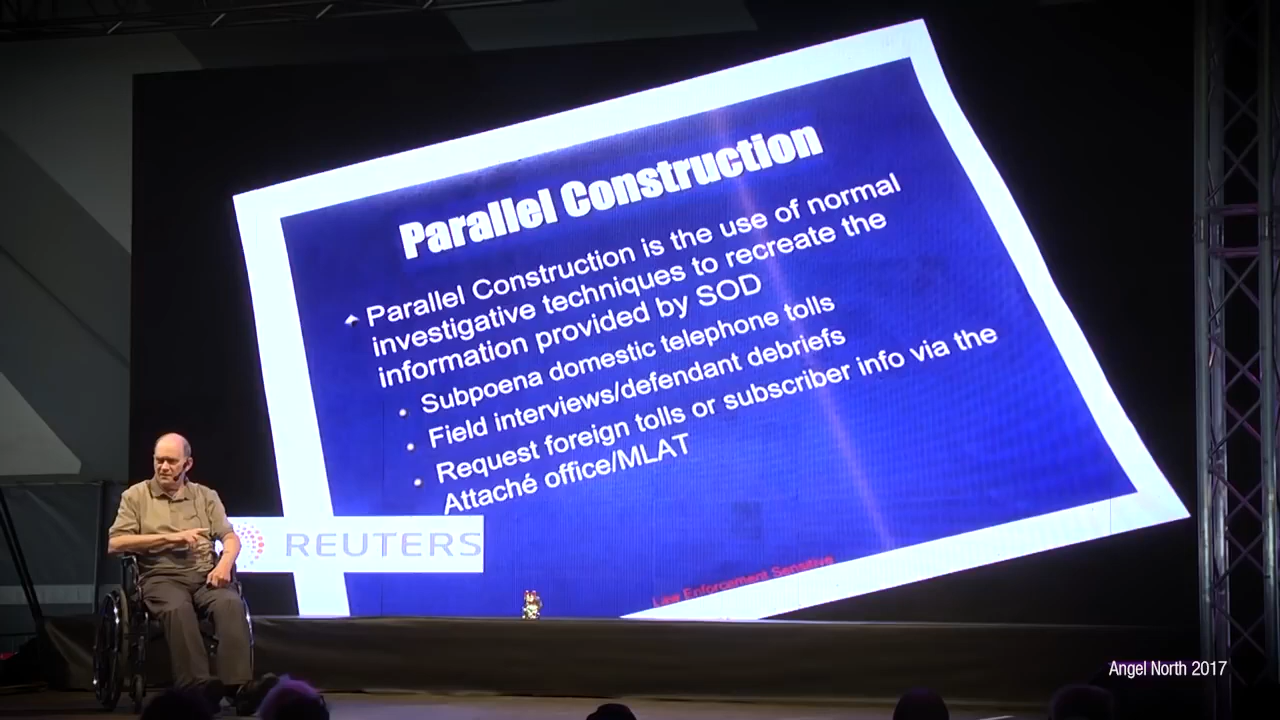 Parallel Construction
Parallel Construction is the use of normal
investigative techniques to recreate the
information provided by SOD
Subpoena domestic telephone tolls
Field interviews/defendant debriefs
Request foreign tolls or subscriber info via the
Attaché office/MLAT
REUTERS
Law Enforcement Sensitive
Angel North 2017